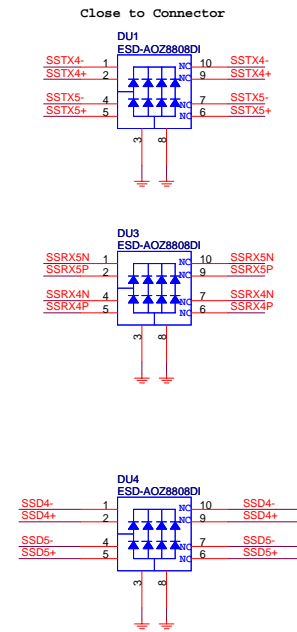 Close to Connector
DU1
ESD-AOZ8808DI
SSTX4- 1 10 SSTX4-
NC
SSTX4+ 2 9 SSTX4+
NC
SSTX5- 4 7 SSTX5-
NC
SSTX5+ 5 6 SSTX5+
NC
3 8
DU3
ESD-AOZ8808DI
SSRX5N 1 10 SSRX5N
NC
SSRX5P 2 9 SSRX5P
NC
SSRX4N 4 7 SSRX4N
NC
SSRX4P 5 6 SSRX4P
NC
3 8
DU4
ESD-AOZ8808DI
SSD4- 1 10 SSD4-
NC
SSD4+ 2 9 SSD4+
NC
SSD5- 4 7 SSD5-
NC
SSD5+ 5 6 SSD5+
NC
3 8